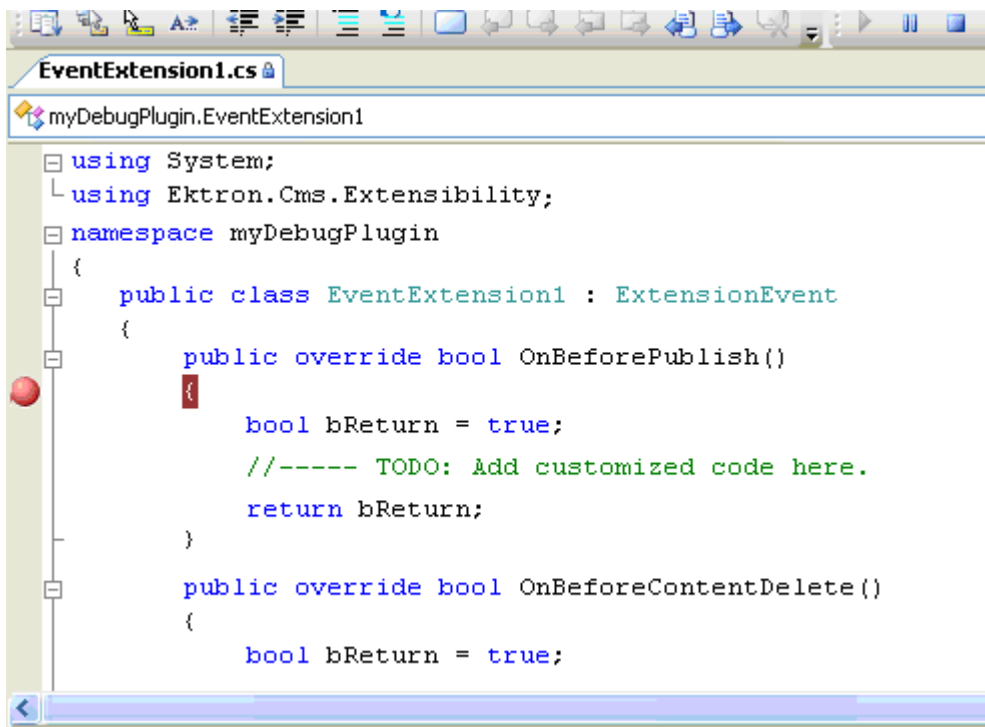 EventExtension1.cs
myDebugPlugin.EventExtension1
using System;
using Ektron.Cms.Extensibility;
namespace myDebugPlugin
{
public class EventExtension1 : ExtensionEvent
{
public override bool OnBeforePublish()
{
bool bReturn = true;
//----- TODO: Add customized code here.
return bReturn;
}
public override bool OnBeforeContentDelete()
{
bool bReturn = true;